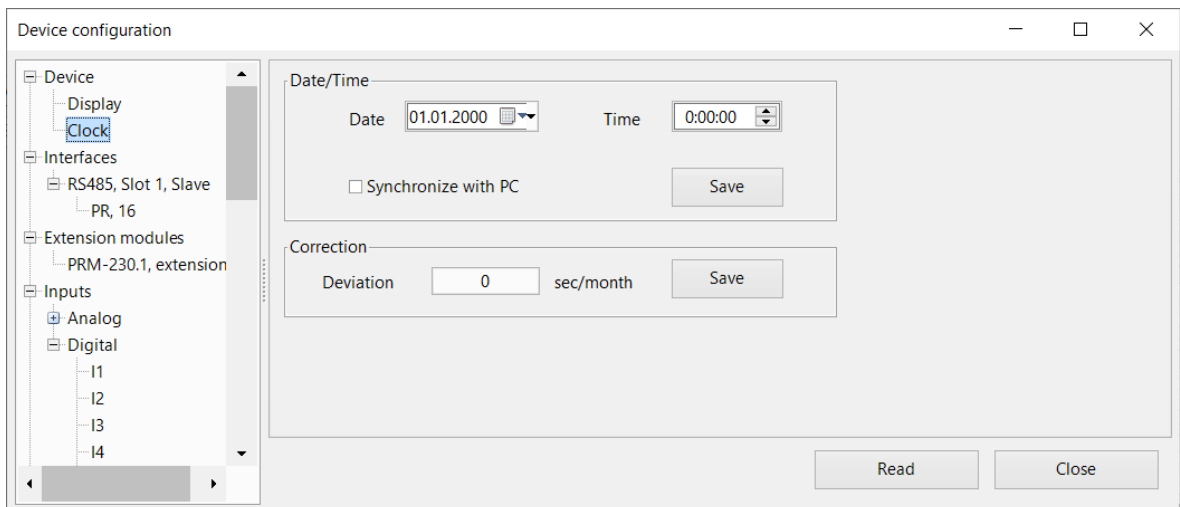 Device configuration
Device
Display
Clock
Interfaces
RS485, Slot 1, Slave
PR, 16
Extension modules
PRM-230.1, extension
Inputs
Analog
Digital
I1
I2
I3
I4
Date/Time
Date 01.01.2000 Time 0:00:00
Synchronize with PC Save
Correction
Deviation 0 sec/month Save
Read Close